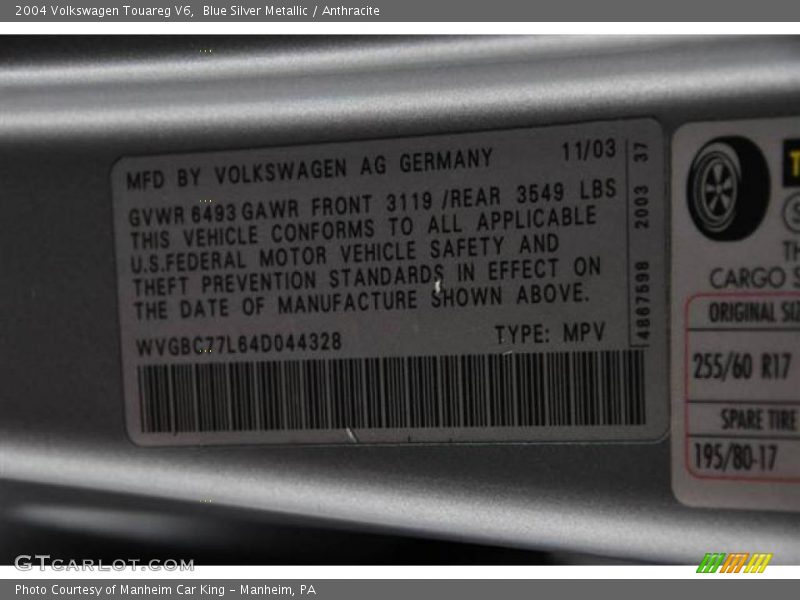 2004 Volkswagen Touareg V6,  Blue Silver Metallic / Anthracite
MFD BY VOLKSWAGEN AG GERMANY 11/03
GVWR 6493 GAWR FRONT 3119 /REAR 3549 LBS
THIS VEHICLE CONFORMS TO ALL APPLICABLE
U.S.FEDERAL MOTOR VEHICLE SAFETY AND
THEFT PREVENTION STANDARDS IN EFFECT ON
THE DATE OF MANUFACTURE SHOWN ABOVE.
WVGBC77L64D044328 TYPE: MPV
4867598 2003 37
CARGO
ORIGINAL
255/60 R17
SPARE TIRE
195/80-17
GTCARLOT.COM
Photo Courtesy of Manheim Car King - Manheim, PA